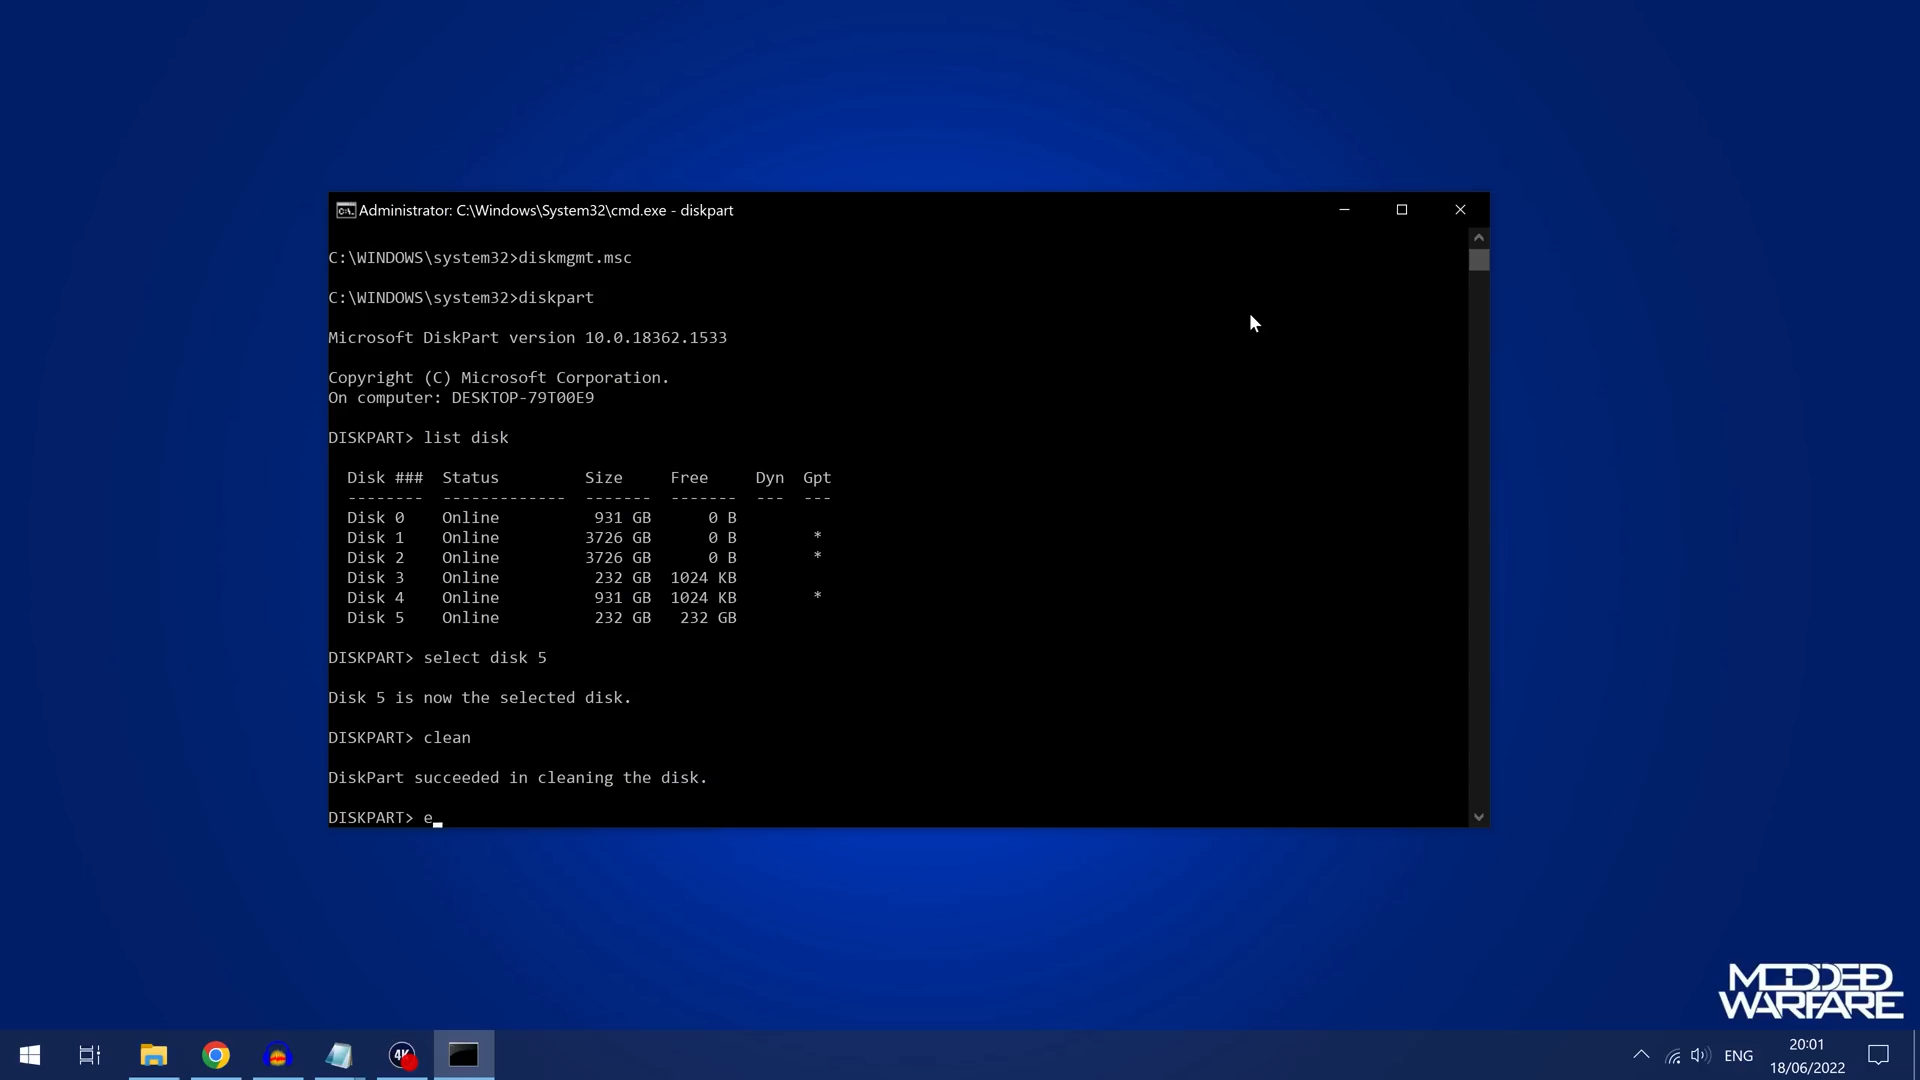 Administrator: C:\Windows\System32\cmd.exe - diskpart
C:\WINDOWS\system32>diskmgmt.msc
C:\WINDOWS\system32>diskpart
Microsoft DiskPart version 10.0.18362.1533
Copyright (C) Microsoft Corporation.
On computer: DESKTOP-79T00E9
DISKPART> list disk
Disk ### Status Size Free Dyn Gpt
-------- ------------- ------- ------- --- ---
Disk 0 Online 931 GB 0 B
Disk 1 Online 3726 GB 0 B *
Disk 2 Online 3726 GB 0 B *
Disk 3 Online 232 GB 1024 KB
Disk 4 Online 931 GB 1024 KB *
Disk 5 Online 232 GB 232 GB
DISKPART> select disk 5
Disk 5 is now the selected disk.
DISKPART> clean
DiskPart succeeded in cleaning the disk.
DISKPART> e_
MODDED
WARFARE
4K
ENG
20:01
18/06/2022